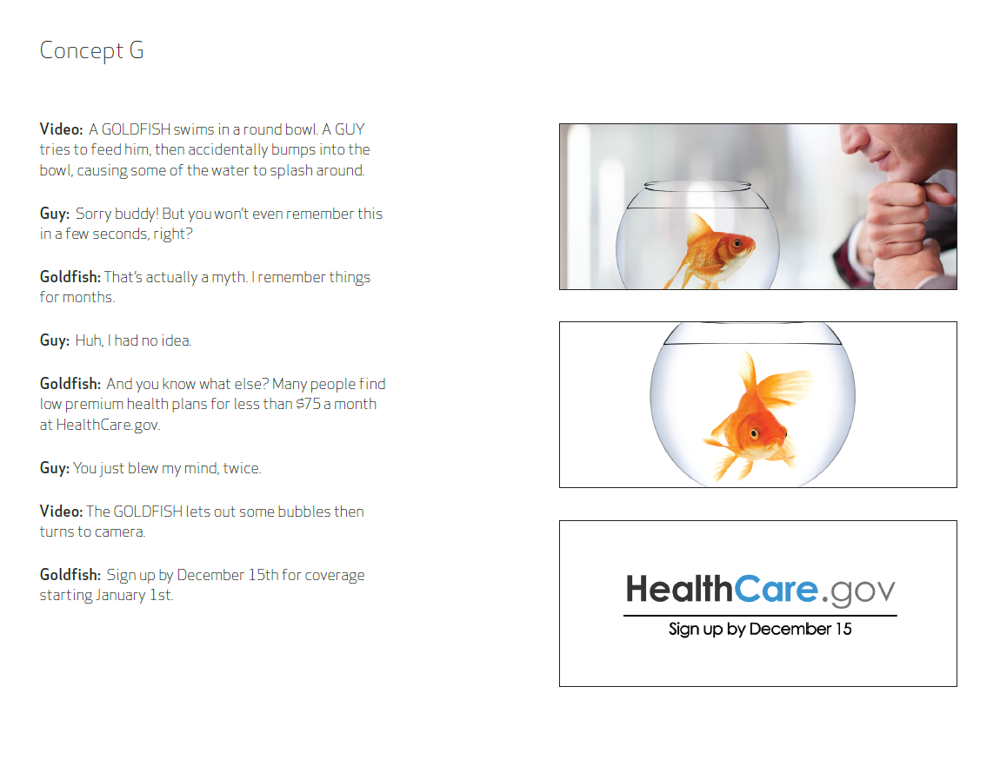 Concept G
Video: A GOLDFISH swims in a round bowl. A GUY
tries to feed him, then accidentally bumps into the
bowl, causing some of the water to splash around.
Guy: Sorry buddy! But you won't even remember this
in a few seconds, right?
Goldfish: That's actually a myth. I remember things
for months.
Guy: Huh, I had no idea.
Goldfish: And you know what else? Many people find
low premium health plans for less than $75 a month
at HealthCare.gov.
Guy: You just blew my mind, twice.
Video: The GOLDFISH lets out some bubbles then
turns to camera.
Goldfish: Sign up by December 15th for coverage
starting January 1st.
HealthCare.gov
Sign up by December 15